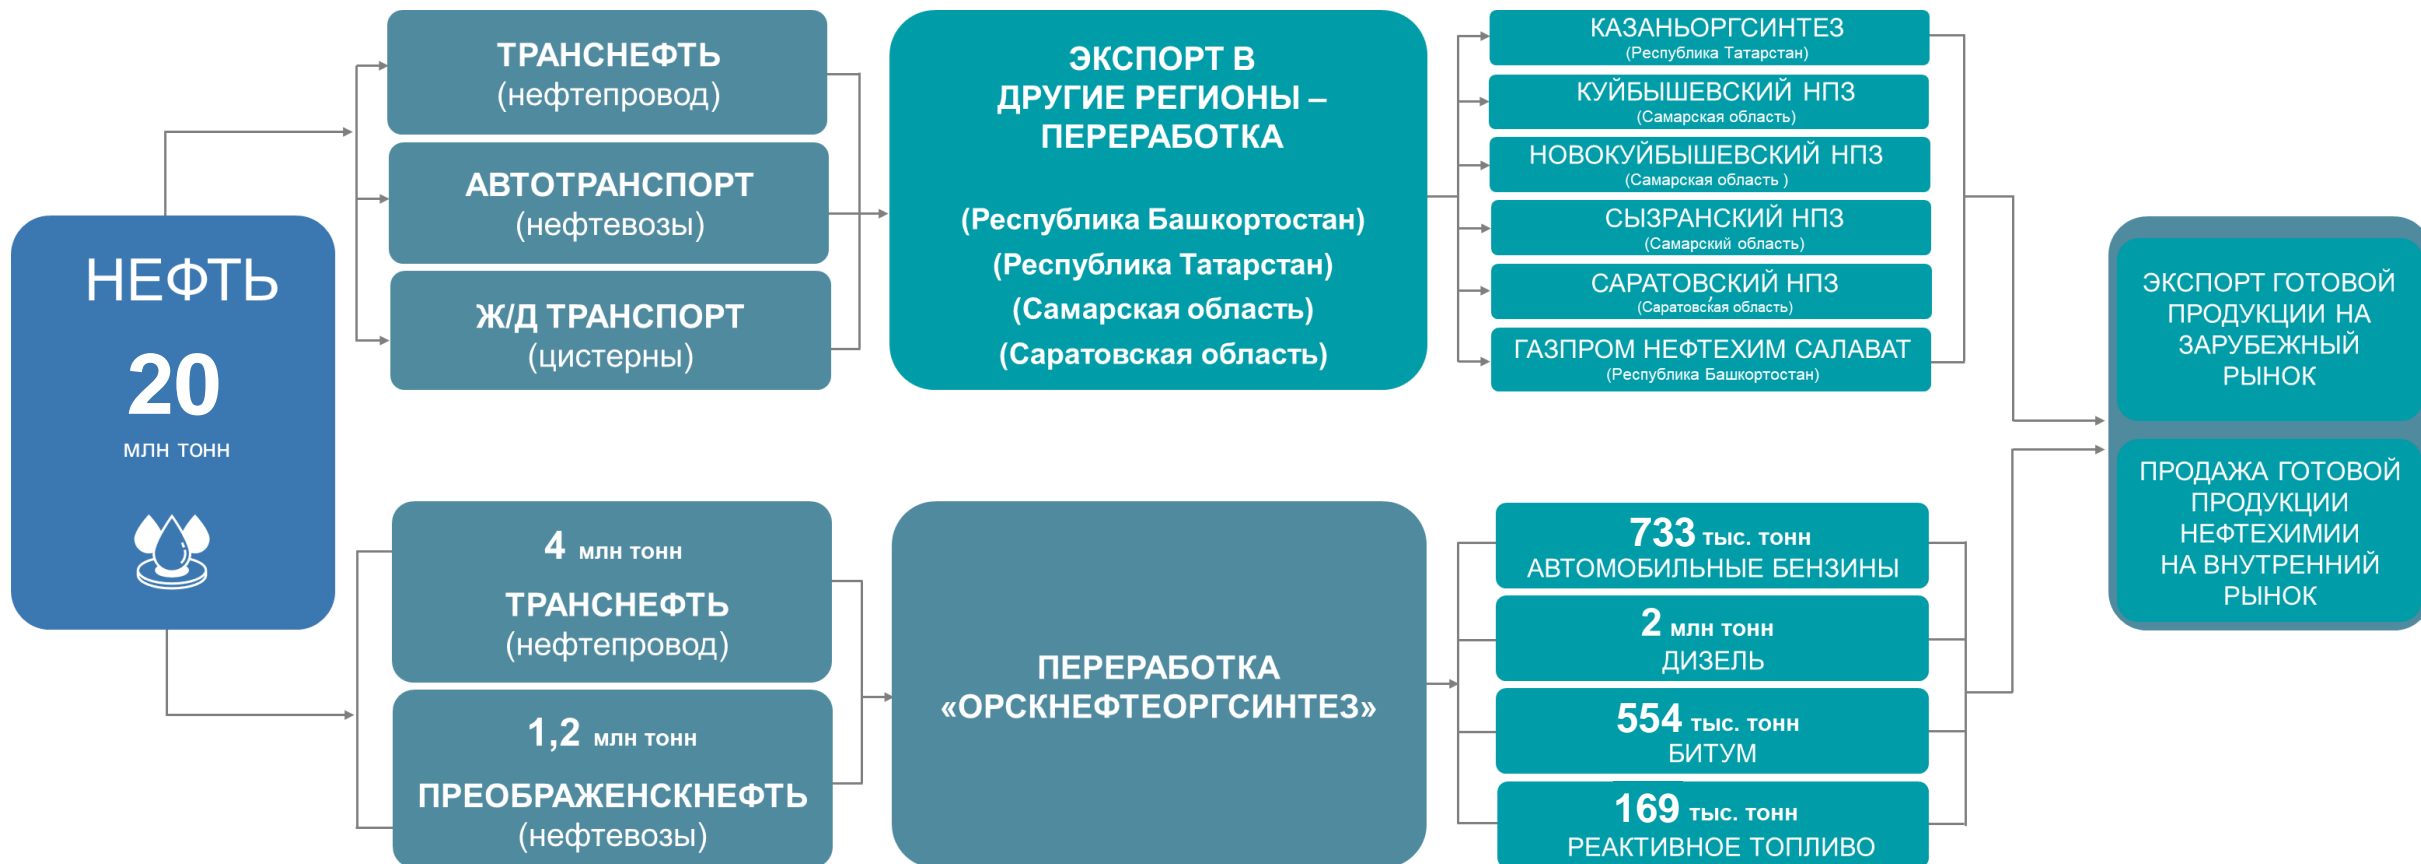 НЕФТЬ
20
млн тонн
ТРАНСНЕФТЬ
(нефтепровод)
АВТОТРАНСПОРТ
(нефтевозы)
Ж/Д ТРАНСПОРТ
(цистерны)
ЭКСПОРТ В
ДРУГИЕ РЕГИОНЫ –
ПЕРЕРАБОТКА
(Республика Башкортостан)
(Республика Татарстан)
(Самарская область)
(Саратовская область)
КАЗАНЬОРГСИНТЕЗ
(Республика Татарстан)
КУЙБЫШЕВСКИЙ НПЗ
(Самарская область)
НОВОКУЙБЫШЕВСКИЙ НПЗ
(Самарская область )
СЫЗРАНСКИЙ НПЗ
(Самарский область)
САРАТОВСКИЙ НПЗ
(Саратовская область)
ГАЗПРОМ НЕФТЕХИМ САЛАВАТ
(Республика Башкортостан)
4 млн тонн
ТРАНСНЕФТЬ
(нефтепровод)
1,2 млн тонн
ПРЕОБРАЖЕНСКНЕФТЬ
(нефтевозы)
ПЕРЕРАБОТКА
«ОРСКНЕФТЕОРГСИНТЕЗ»
733 тыс. тонн
АВТОМОБИЛЬНЫЕ БЕНЗИНЫ
2 млн тонн
ДИЗЕЛЬ
554 тыс. тонн
БИТУМ
169 тыс. тонн
РЕАКТИВНОЕ ТОПЛИВО
ЭКСПОРТ ГОТОВОЙ
ПРОДУКЦИИ НА
ЗАРУБЕЖНЫЙ
РЫНОК
ПРОДАЖА ГОТОВОЙ
ПРОДУКЦИИ
НЕФТЕХИМИИ
НА ВНУТРЕННИЙ
РЫНОК